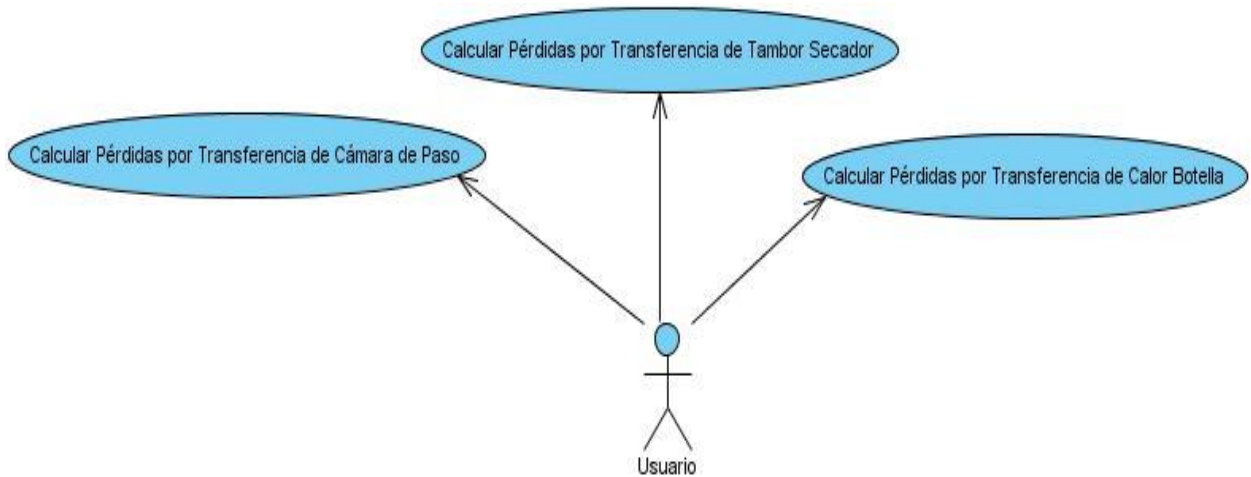 Calcular Pérdidas por Transferencia de Tambor Secador
Calcular Pérdidas por Transferencia de Cámara de Paso
Calcular Pérdidas por Transferencia de Calor Botella
Usuario